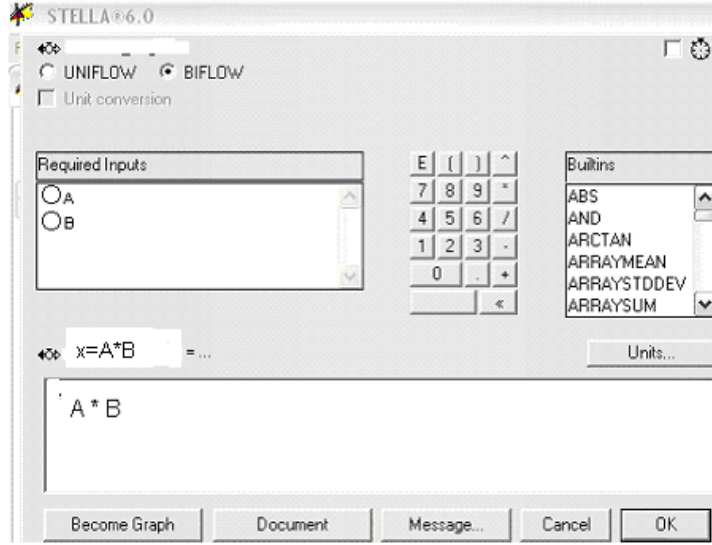 STELLA®6.0
UNIFLOW BIFLOW
Unit conversion
Required Inputs
A
B
E ( ) ^
7 8 9 *
4 5 6 /
1 2 3 -
0 . +
«
Builtins
ABS
AND
ARCTAN
ARRAYMEAN
ARRAYSTDDEV
ARRAYSUM
x=A*B = ...
Units...
A * B
Become Graph Document Message... Cancel OK